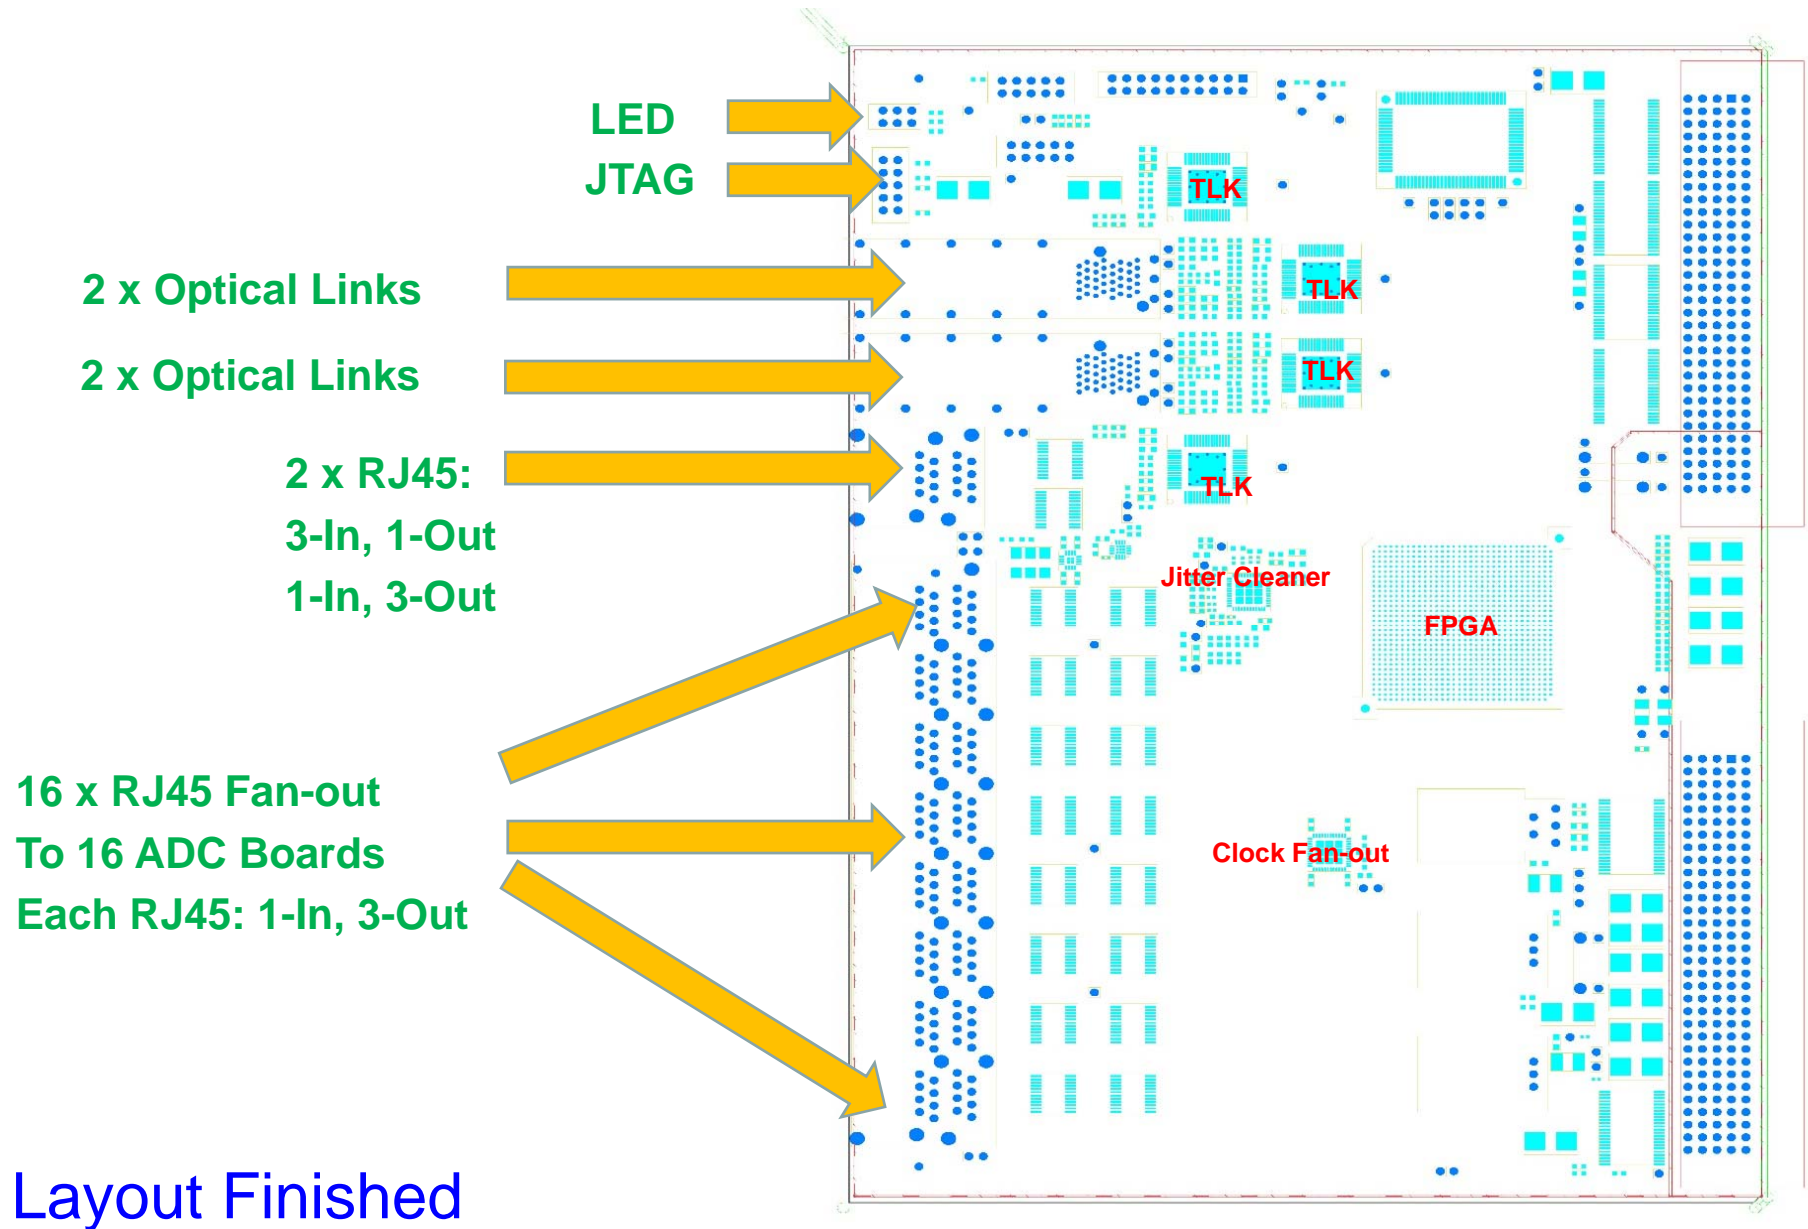 LED
JTAG
2 x Optical Links
2 x Optical Links
2 x RJ45:
3-In, 1-Out
1-In, 3-Out
16 x RJ45 Fan-out
To 16 ADC Boards
Each RJ45: 1-In, 3-Out
Layout Finished
TLK
TLK
TLK
TLK
Jitter Cleaner
FPGA
Clock Fan-out